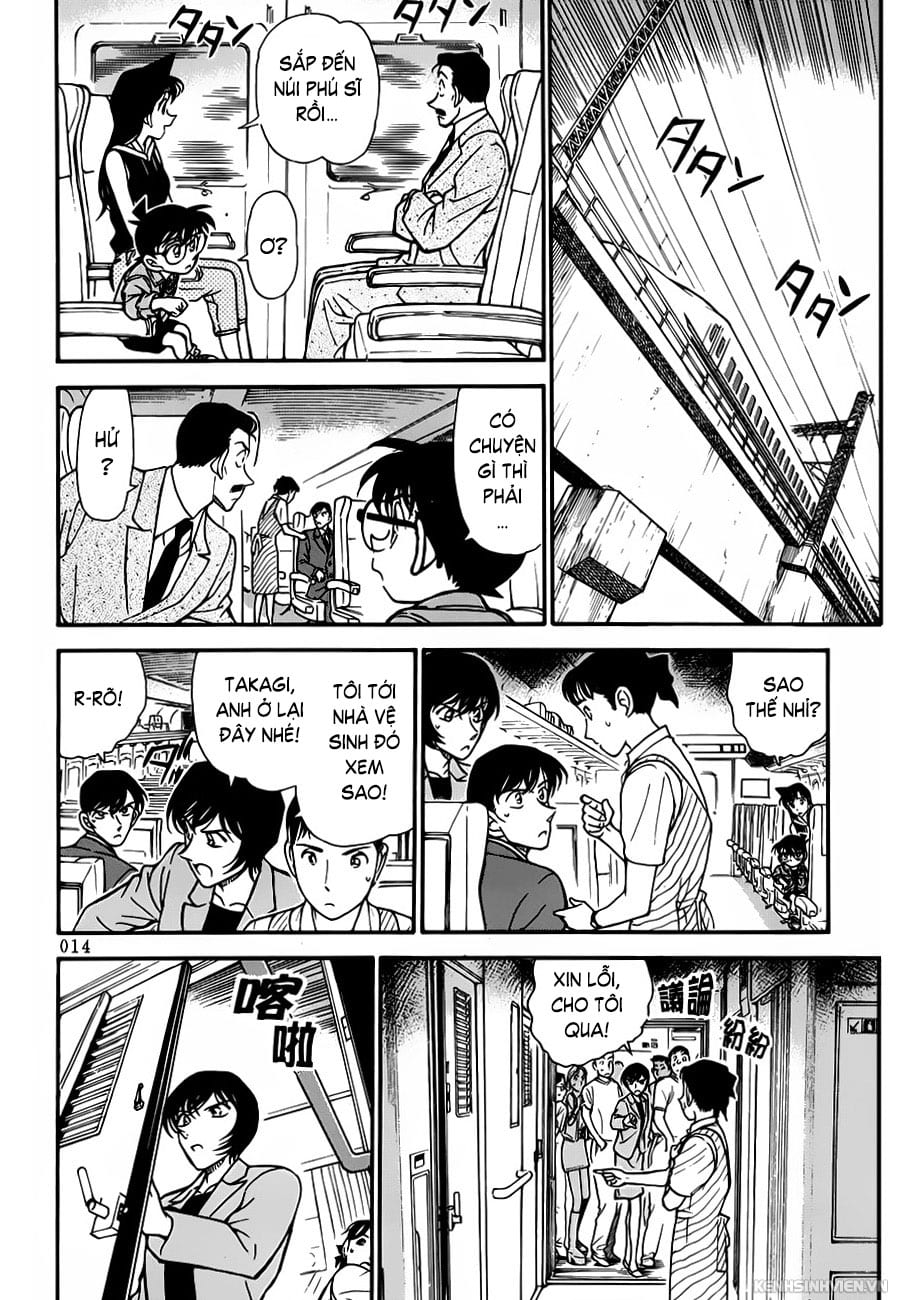 タタン
タタン
タタン
タタン
SẮP ĐẾN
NÚI PHÚ SĨ
RỒI...
Ơ?
CÓ
CHUYỆN
GÌ THÌ
PHẢI
...
HỬ
?
SAO
THẾ NHỈ?
TÔI TỚI
NHÀ VỆ
SINH ĐÓ
XEM
SAO!
TAKAGI,
ANH Ở LẠI
ĐÂY NHÉ!
R-RÕ!
014
XIN LỖI,
CHO TÔI
QUA!
議論
紛紛
喀
啦
KENHSINHVIEN.VN